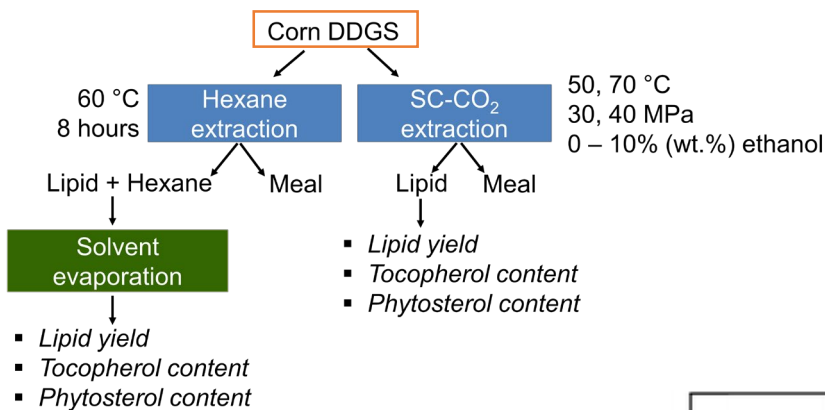 Corn DDGS
60 °C
8 hours
Hexane
extraction
SC-CO₂
extraction
50, 70 °C
30, 40 MPa
0 – 10% (wt.%) ethanol
Lipid + Hexane
Meal
Lipid
Meal
Solvent
evaporation
▪ Lipid yield
▪ Tocopherol content
▪ Phytosterol content
▪ Lipid yield
▪ Tocopherol content
▪ Phytosterol content